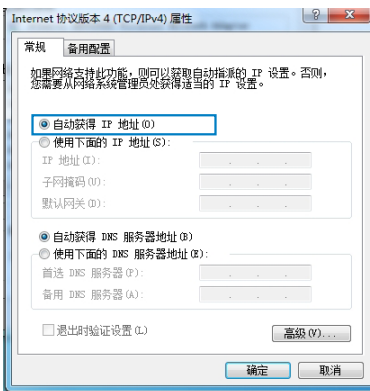 Internet 协议版本 4 (TCP/IPv4) 属性
常规 备用配置
如果网络支持此功能，则可以获取自动指派的 IP 设置。否则，
您需要从网络系统管理员处获得适当的 IP 设置。
自动获得 IP 地址(O)
使用下面的 IP 地址(S):
IP 地址(I):
子网掩码(U):
默认网关(D):
自动获得 DNS 服务器地址(B)
使用下面的 DNS 服务器地址(E):
首选 DNS 服务器(P):
备用 DNS 服务器(A):
退出时验证设置(L)
高级(V)...
确定 取消